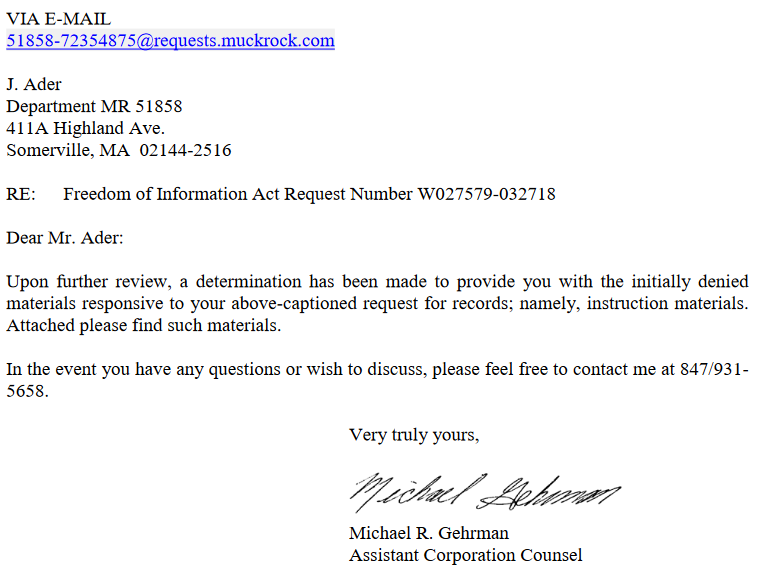 VIA E-MAIL
51858-72354875@requests.muckrock.com
J. Ader
Department MR 51858
411A Highland Ave.
Somerville, MA 02144-2516
RE: Freedom of Information Act Request Number W027579-032718
Dear Mr. Ader:
Upon further review, a determination has been made to provide you with the initially denied
materials responsive to your above-captioned request for records; namely, instruction materials.
Attached please find such materials.
In the event you have any questions or wish to discuss, please feel free to contact me at 847/931-
5658.
Very truly yours,
Michael Gehrman
Michael R. Gehrman
Assistant Corporation Counsel